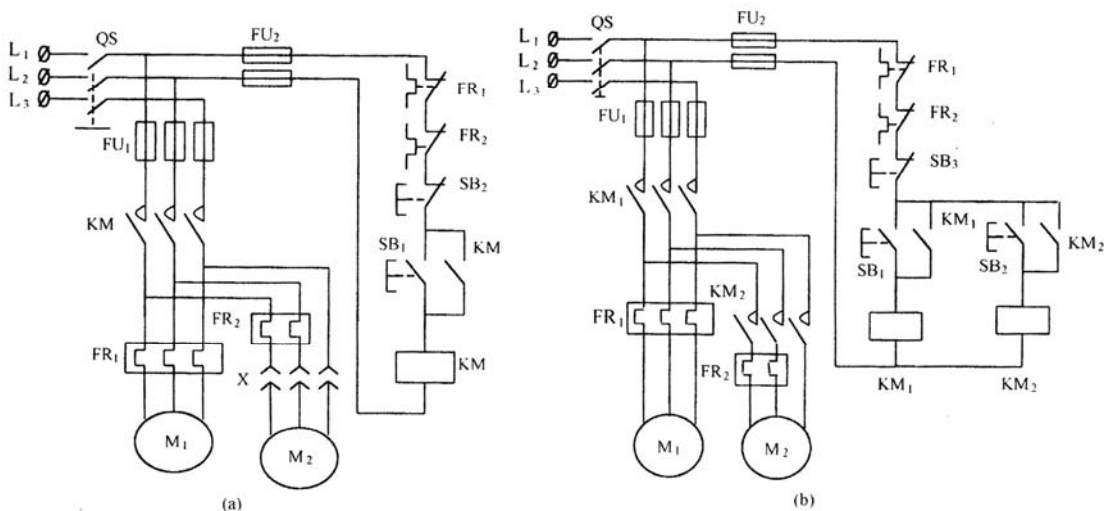 L1
QS
FU2
L2
L3
FR1
FU1
FR2
SB2
KM
SB1
KM
FR2
FR1
X
KM
M1
M2
(a)
L1
QS
FU2
L2
L3
FR1
FU1
FR2
SB3
KM1
KM1
KM2
SB1
SB2
KM2
FR1
FR2
KM1
KM2
M1
M2
(b)